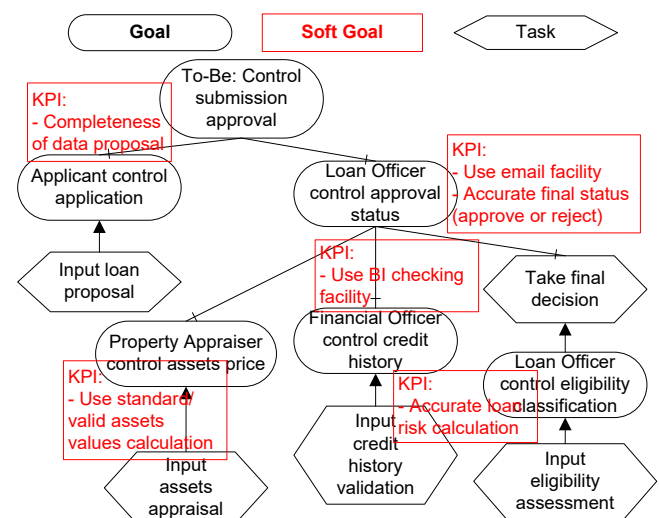 Goal
Soft Goal
Task
To-Be: Control
submission
approval
KPI:
- Completeness
of data proposal
Applicant control
application
Loan Officer
control approval
status
KPI:
- Use email facility
- Accurate final status
(approve or reject)
Input loan
proposal
KPI:
- Use BI checking
facility
Take final
decision
Property Appraiser
control assets price
Financial Officer
control credit
history
Loan Officer
control eligibility
classification
KPI:
- Use standard/
valid assets
values calculation
KPI:
- Accurate loan
risk calculation
Input
assets
appraisal
Input
credit
history
validation
Input
eligibility
assessment